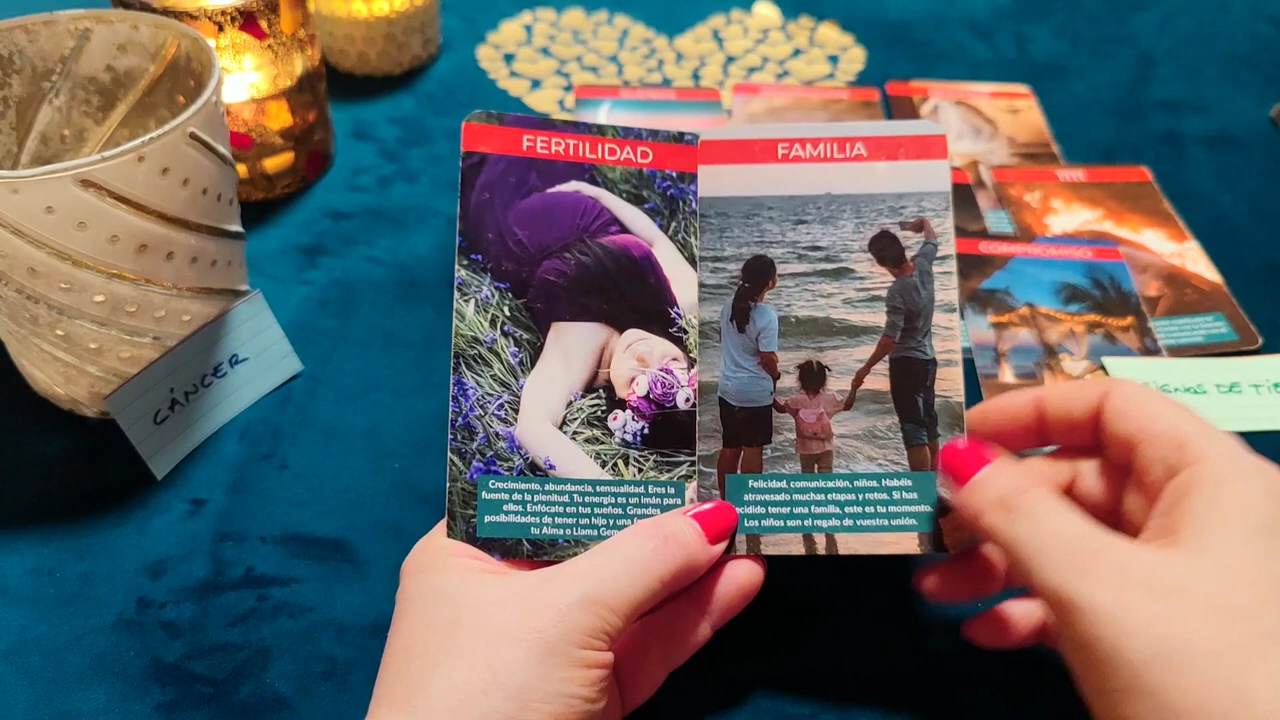 FERTILIDAD
Crecimiento, abundancia, sensualidad. Eres la
fuente de la plenitud. Tu energía es un imán para
ellos. Enfócate en tus sueños. Grandes
posibilidades de tener un hijo y una
tu Alma o Llama
FAMILIA
Felicidad, comunicación, niños. Habéis
atravesado muchas etapas y retos. Si has
tener una familia, este es tu momento.
Los niños son el regalo de vuestra unión.
COMPROMISO
CÁNCER
SIGNOS DE